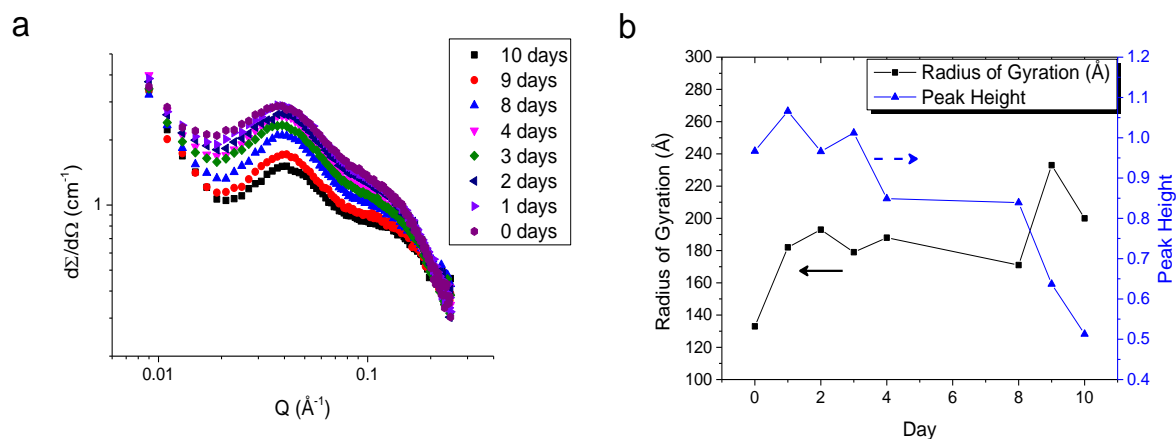 a
10 days
9 days
8 days
4 days
3 days
2 days
1 days
0 days
1
dΣ/dΩ (cm⁻¹)
0.01 0.1
Q (Å⁻¹)
b
Radius of Gyration (Å)
Peak Height
300
280
260
240
220
200
180
160
140
120
100
Radius of Gyration (Å)
1.2
1.1
1.0
0.9
0.8
0.7
0.6
0.5
0.4
Peak Height
0 2 4 6 8 10
Day